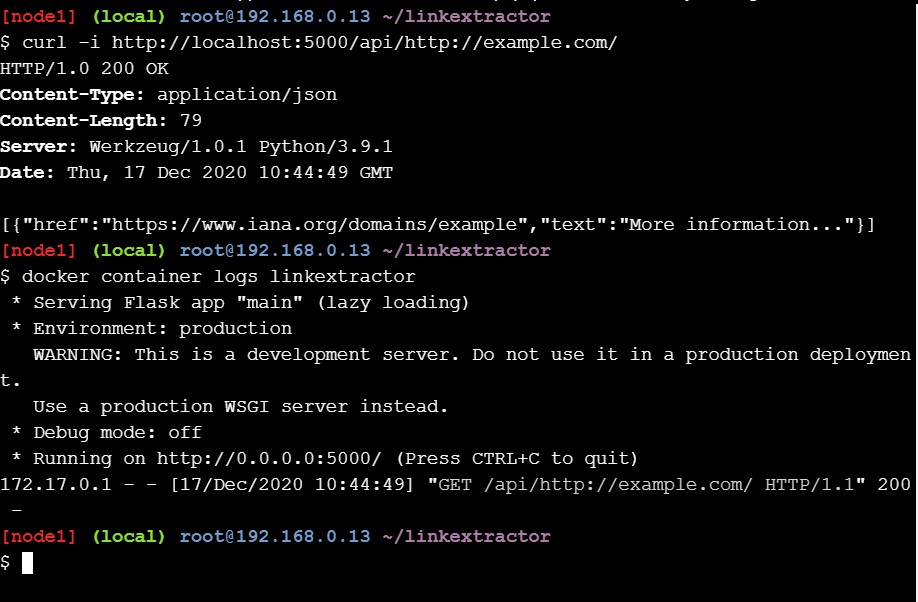 [node1] (local) root@192.168.0.13 ~/linkextractor
$ curl -i http://localhost:5000/api/http://example.com/
HTTP/1.0 200 OK
Content-Type: application/json
Content-Length: 79
Server: Werkzeug/1.0.1 Python/3.9.1
Date: Thu, 17 Dec 2020 10:44:49 GMT

[{"href":"https://www.iana.org/domains/example","text":"More information..."}]
[node1] (local) root@192.168.0.13 ~/linkextractor
$ docker container logs linkextractor
 * Serving Flask app "main" (lazy loading)
 * Environment: production
   WARNING: This is a development server. Do not use it in a production deploymen
t.
   Use a production WSGI server instead.
 * Debug mode: off
 * Running on http://0.0.0.0:5000/ (Press CTRL+C to quit)
172.17.0.1 - - [17/Dec/2020 10:44:49] "GET /api/http://example.com/ HTTP/1.1" 200
 -
[node1] (local) root@192.168.0.13 ~/linkextractor
$